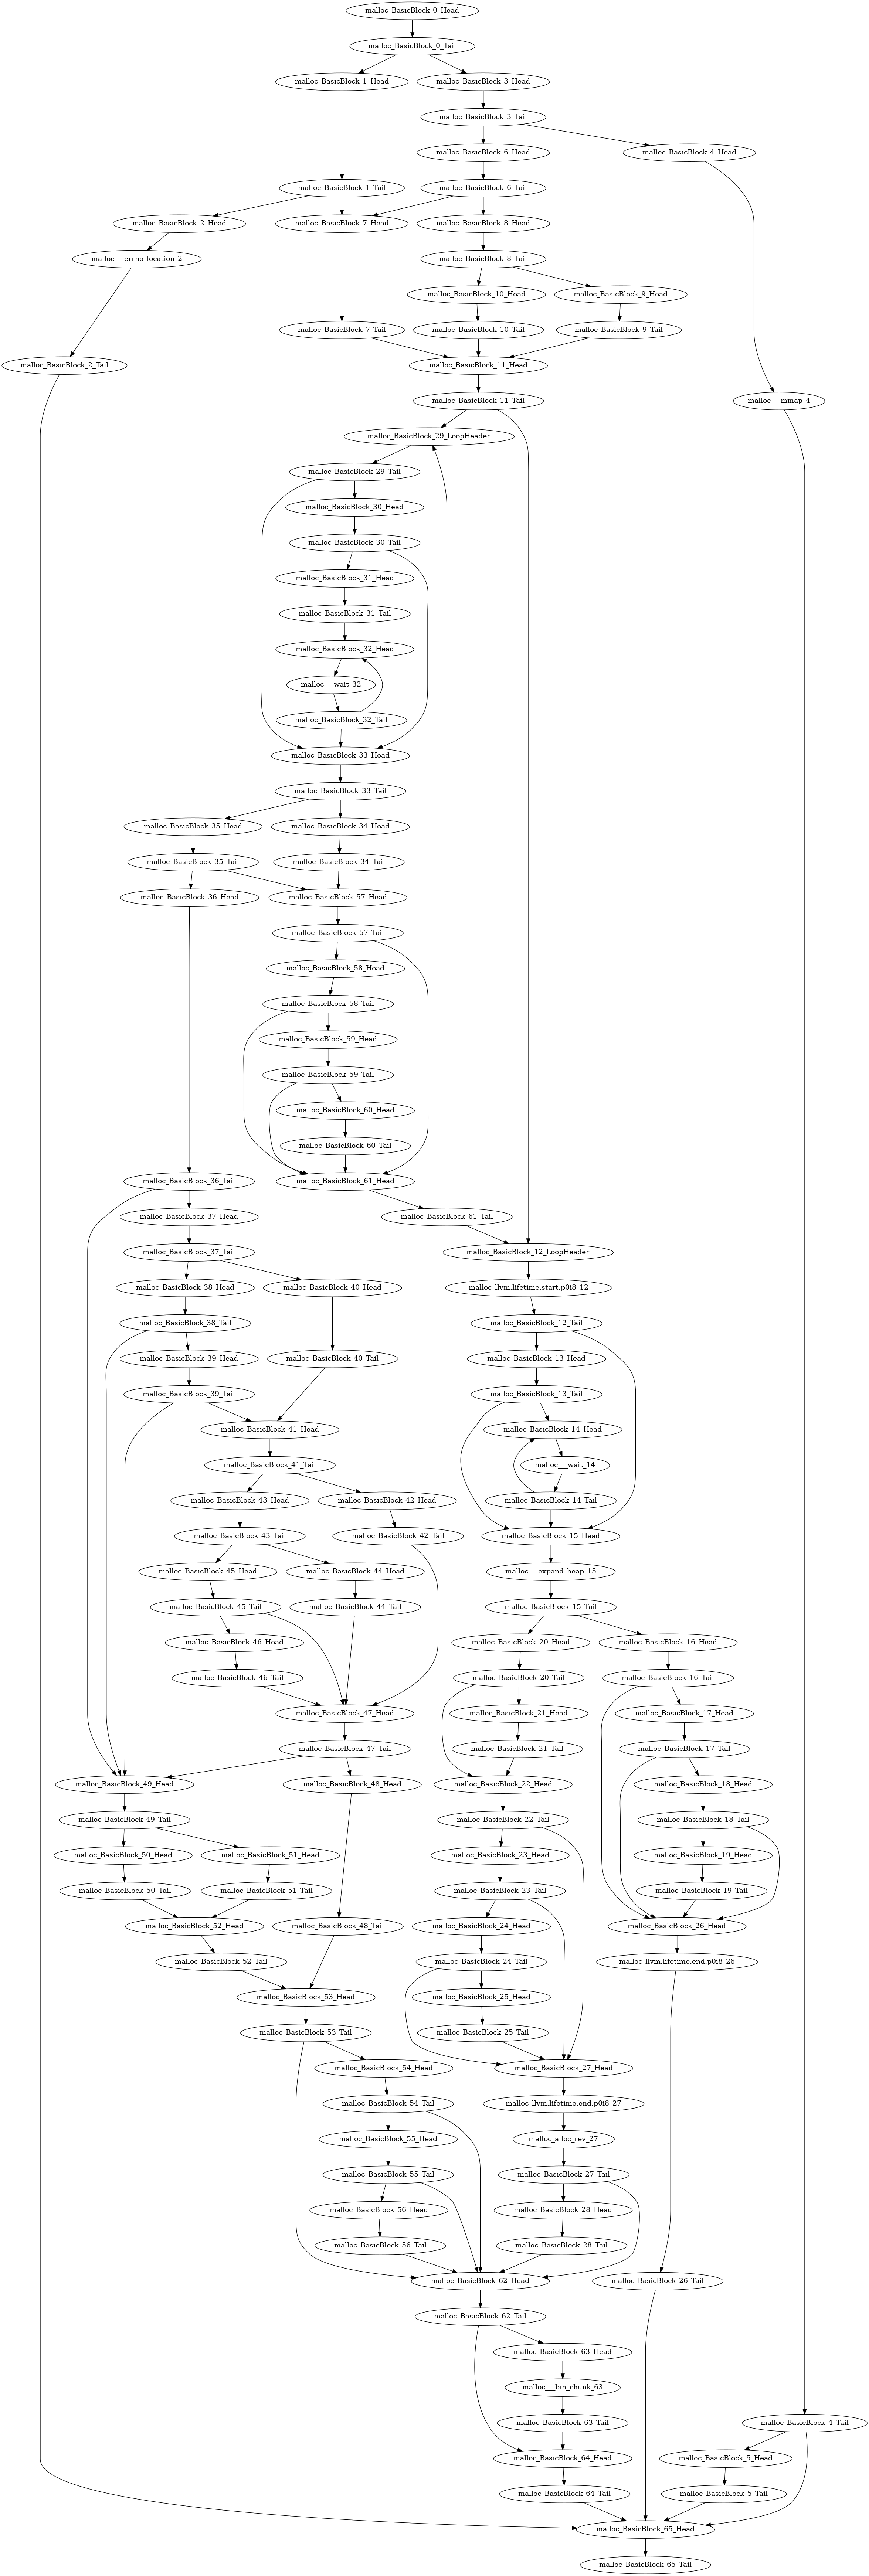 malloc_BasicBlock_0_Head
malloc_BasicBlock_0_Tail
malloc_BasicBlock_1_Head
malloc_BasicBlock_3_Head
malloc_BasicBlock_3_Tail
malloc_BasicBlock_6_Head
malloc_BasicBlock_4_Head
malloc_BasicBlock_1_Tail
malloc_BasicBlock_6_Tail
malloc_BasicBlock_2_Head
malloc_BasicBlock_7_Head
malloc_BasicBlock_8_Head
malloc___errno_location_2
malloc_BasicBlock_8_Tail
malloc_BasicBlock_10_Head
malloc_BasicBlock_9_Head
malloc_BasicBlock_7_Tail
malloc_BasicBlock_10_Tail
malloc_BasicBlock_9_Tail
malloc_BasicBlock_2_Tail
malloc_BasicBlock_11_Head
malloc_BasicBlock_11_Tail
malloc___mmap_4
malloc_BasicBlock_29_LoopHeader
malloc_BasicBlock_29_Tail
malloc_BasicBlock_30_Head
malloc_BasicBlock_30_Tail
malloc_BasicBlock_31_Head
malloc_BasicBlock_31_Tail
malloc_BasicBlock_32_Head
malloc___wait_32
malloc_BasicBlock_32_Tail
malloc_BasicBlock_33_Head
malloc_BasicBlock_33_Tail
malloc_BasicBlock_35_Head
malloc_BasicBlock_34_Head
malloc_BasicBlock_35_Tail
malloc_BasicBlock_34_Tail
malloc_BasicBlock_36_Head
malloc_BasicBlock_57_Head
malloc_BasicBlock_57_Tail
malloc_BasicBlock_58_Head
malloc_BasicBlock_58_Tail
malloc_BasicBlock_59_Head
malloc_BasicBlock_59_Tail
malloc_BasicBlock_60_Head
malloc_BasicBlock_60_Tail
malloc_BasicBlock_36_Tail
malloc_BasicBlock_61_Head
malloc_BasicBlock_37_Head
malloc_BasicBlock_61_Tail
malloc_BasicBlock_37_Tail
malloc_BasicBlock_12_LoopHeader
malloc_BasicBlock_38_Head
malloc_BasicBlock_40_Head
malloc_llvm.lifetime.start.p0i8_12
malloc_BasicBlock_38_Tail
malloc_BasicBlock_12_Tail
malloc_BasicBlock_39_Head
malloc_BasicBlock_40_Tail
malloc_BasicBlock_13_Head
malloc_BasicBlock_39_Tail
malloc_BasicBlock_13_Tail
malloc_BasicBlock_41_Head
malloc_BasicBlock_14_Head
malloc_BasicBlock_41_Tail
malloc___wait_14
malloc_BasicBlock_43_Head
malloc_BasicBlock_42_Head
malloc_BasicBlock_14_Tail
malloc_BasicBlock_43_Tail
malloc_BasicBlock_42_Tail
malloc_BasicBlock_15_Head
malloc_BasicBlock_45_Head
malloc_BasicBlock_44_Head
malloc___expand_heap_15
malloc_BasicBlock_45_Tail
malloc_BasicBlock_44_Tail
malloc_BasicBlock_15_Tail
malloc_BasicBlock_46_Head
malloc_BasicBlock_20_Head
malloc_BasicBlock_16_Head
malloc_BasicBlock_46_Tail
malloc_BasicBlock_20_Tail
malloc_BasicBlock_16_Tail
malloc_BasicBlock_47_Head
malloc_BasicBlock_21_Head
malloc_BasicBlock_17_Head
malloc_BasicBlock_47_Tail
malloc_BasicBlock_21_Tail
malloc_BasicBlock_17_Tail
malloc_BasicBlock_49_Head
malloc_BasicBlock_48_Head
malloc_BasicBlock_22_Head
malloc_BasicBlock_18_Head
malloc_BasicBlock_49_Tail
malloc_BasicBlock_22_Tail
malloc_BasicBlock_18_Tail
malloc_BasicBlock_50_Head
malloc_BasicBlock_51_Head
malloc_BasicBlock_23_Head
malloc_BasicBlock_19_Head
malloc_BasicBlock_50_Tail
malloc_BasicBlock_51_Tail
malloc_BasicBlock_23_Tail
malloc_BasicBlock_19_Tail
malloc_BasicBlock_52_Head
malloc_BasicBlock_48_Tail
malloc_BasicBlock_24_Head
malloc_BasicBlock_26_Head
malloc_BasicBlock_52_Tail
malloc_BasicBlock_24_Tail
malloc_llvm.lifetime.end.p0i8_26
malloc_BasicBlock_53_Head
malloc_BasicBlock_25_Head
malloc_BasicBlock_53_Tail
malloc_BasicBlock_25_Tail
malloc_BasicBlock_54_Head
malloc_BasicBlock_27_Head
malloc_BasicBlock_54_Tail
malloc_llvm.lifetime.end.p0i8_27
malloc_BasicBlock_55_Head
malloc_alloc_rev_27
malloc_BasicBlock_55_Tail
malloc_BasicBlock_27_Tail
malloc_BasicBlock_56_Head
malloc_BasicBlock_28_Head
malloc_BasicBlock_56_Tail
malloc_BasicBlock_28_Tail
malloc_BasicBlock_62_Head
malloc_BasicBlock_26_Tail
malloc_BasicBlock_62_Tail
malloc_BasicBlock_63_Head
malloc___bin_chunk_63
malloc_BasicBlock_63_Tail
malloc_BasicBlock_4_Tail
malloc_BasicBlock_64_Head
malloc_BasicBlock_5_Head
malloc_BasicBlock_64_Tail
malloc_BasicBlock_5_Tail
malloc_BasicBlock_65_Head
malloc_BasicBlock_65_Tail